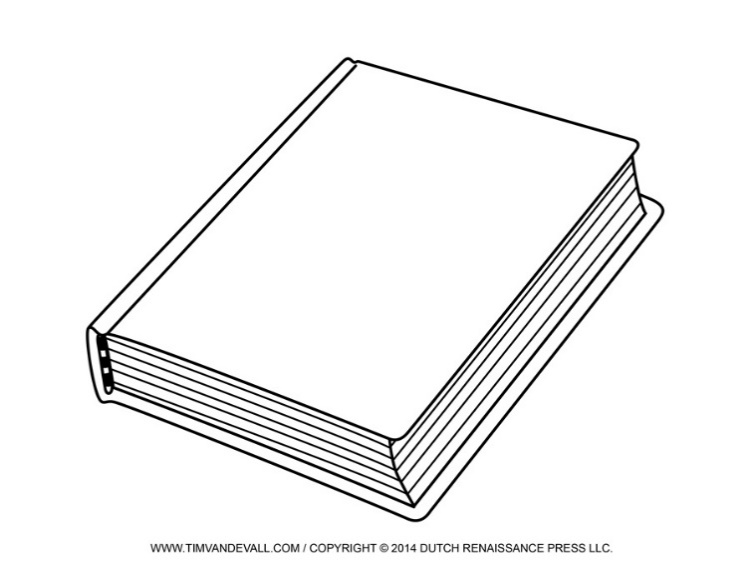 WWW.TIMVANDEVALL.COM / COPYRIGHT © 2014 DUTCH RENAISSANCE PRESS LLC.